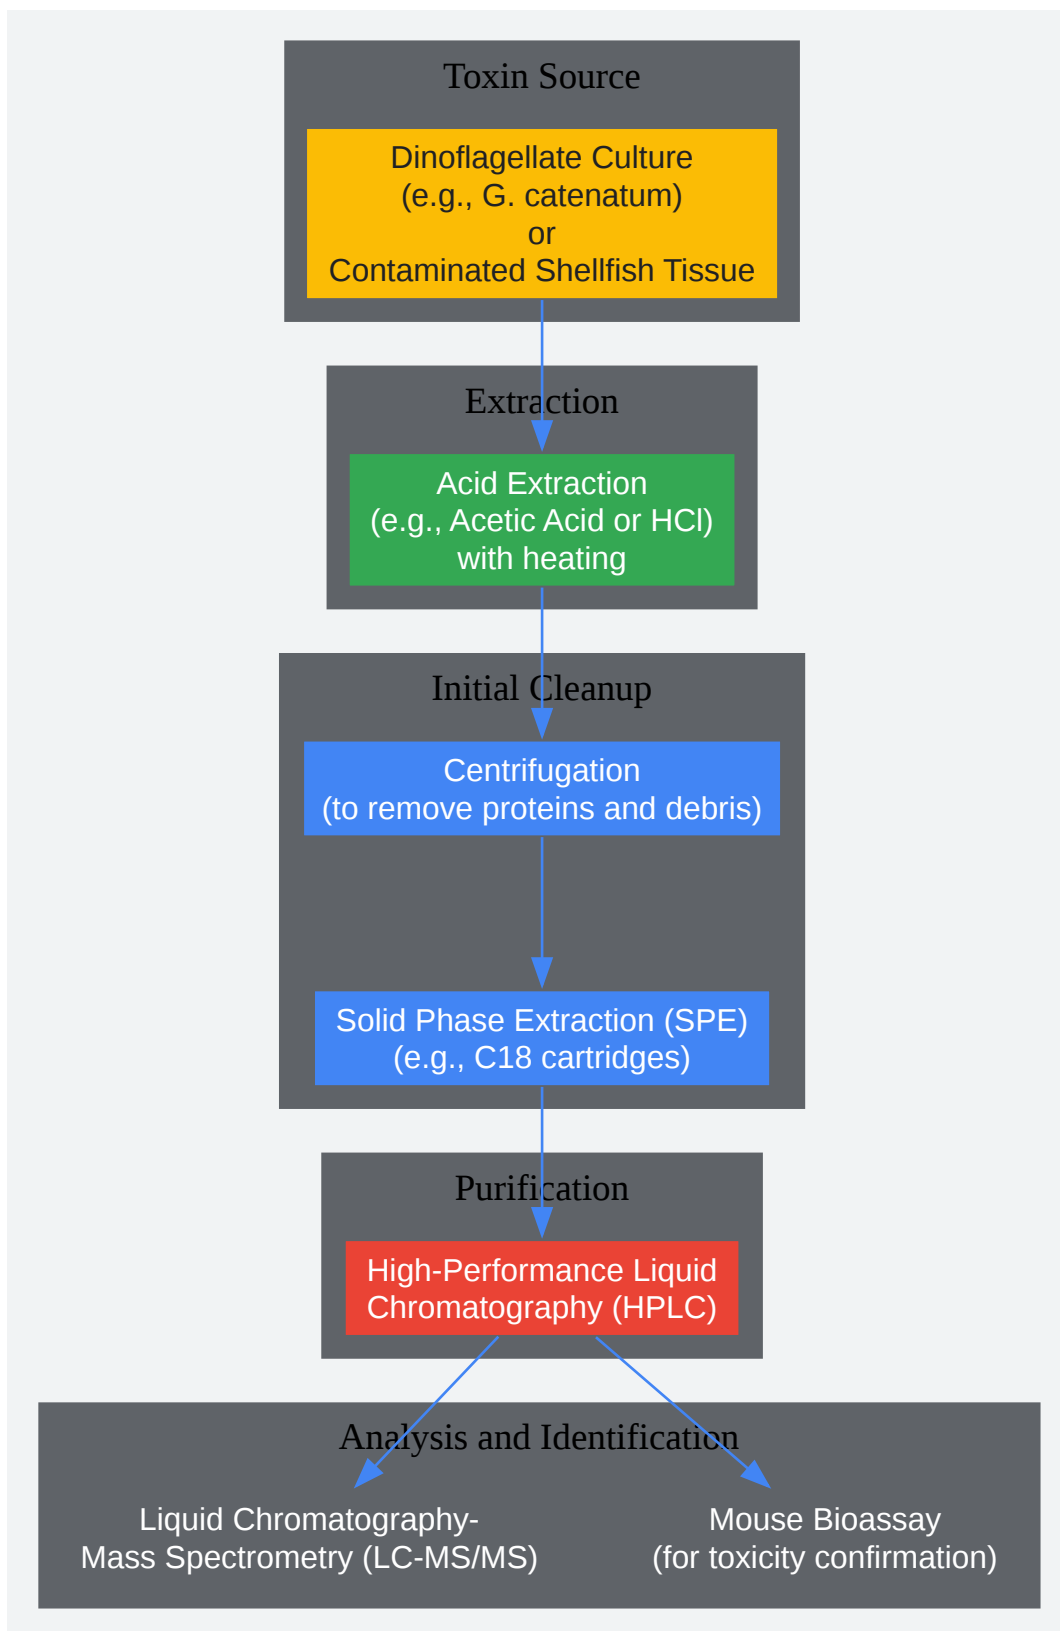 Toxin Source
Dinoflagellate Culture
(e.g., G. catenatum)
or
Contaminated Shellfish Tissue
Extraction
Acid Extraction
(e.g., Acetic Acid or HCl)
with heating
Initial Cleanup
Centrifugation
(to remove proteins and debris)
Solid Phase Extraction (SPE)
(e.g., C18 cartridges)
Purification
High-Performance Liquid
Chromatography (HPLC)
Analysis and Identification
Liquid Chromatography-
Mass Spectrometry (LC-MS/MS)
Mouse Bioassay
(for toxicity confirmation)